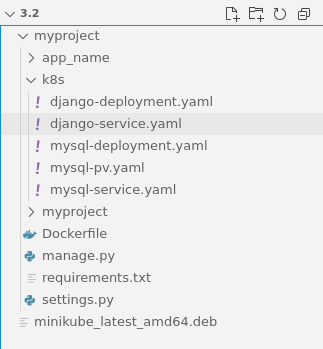 3.2
myproject
app_name
k8s
django-deployment.yaml
django-service.yaml
mysql-deployment.yaml
mysql-pv.yaml
mysql-service.yaml
myproject
Dockerfile
manage.py
requirements.txt
settings.py
minikube_latest_amd64.deb